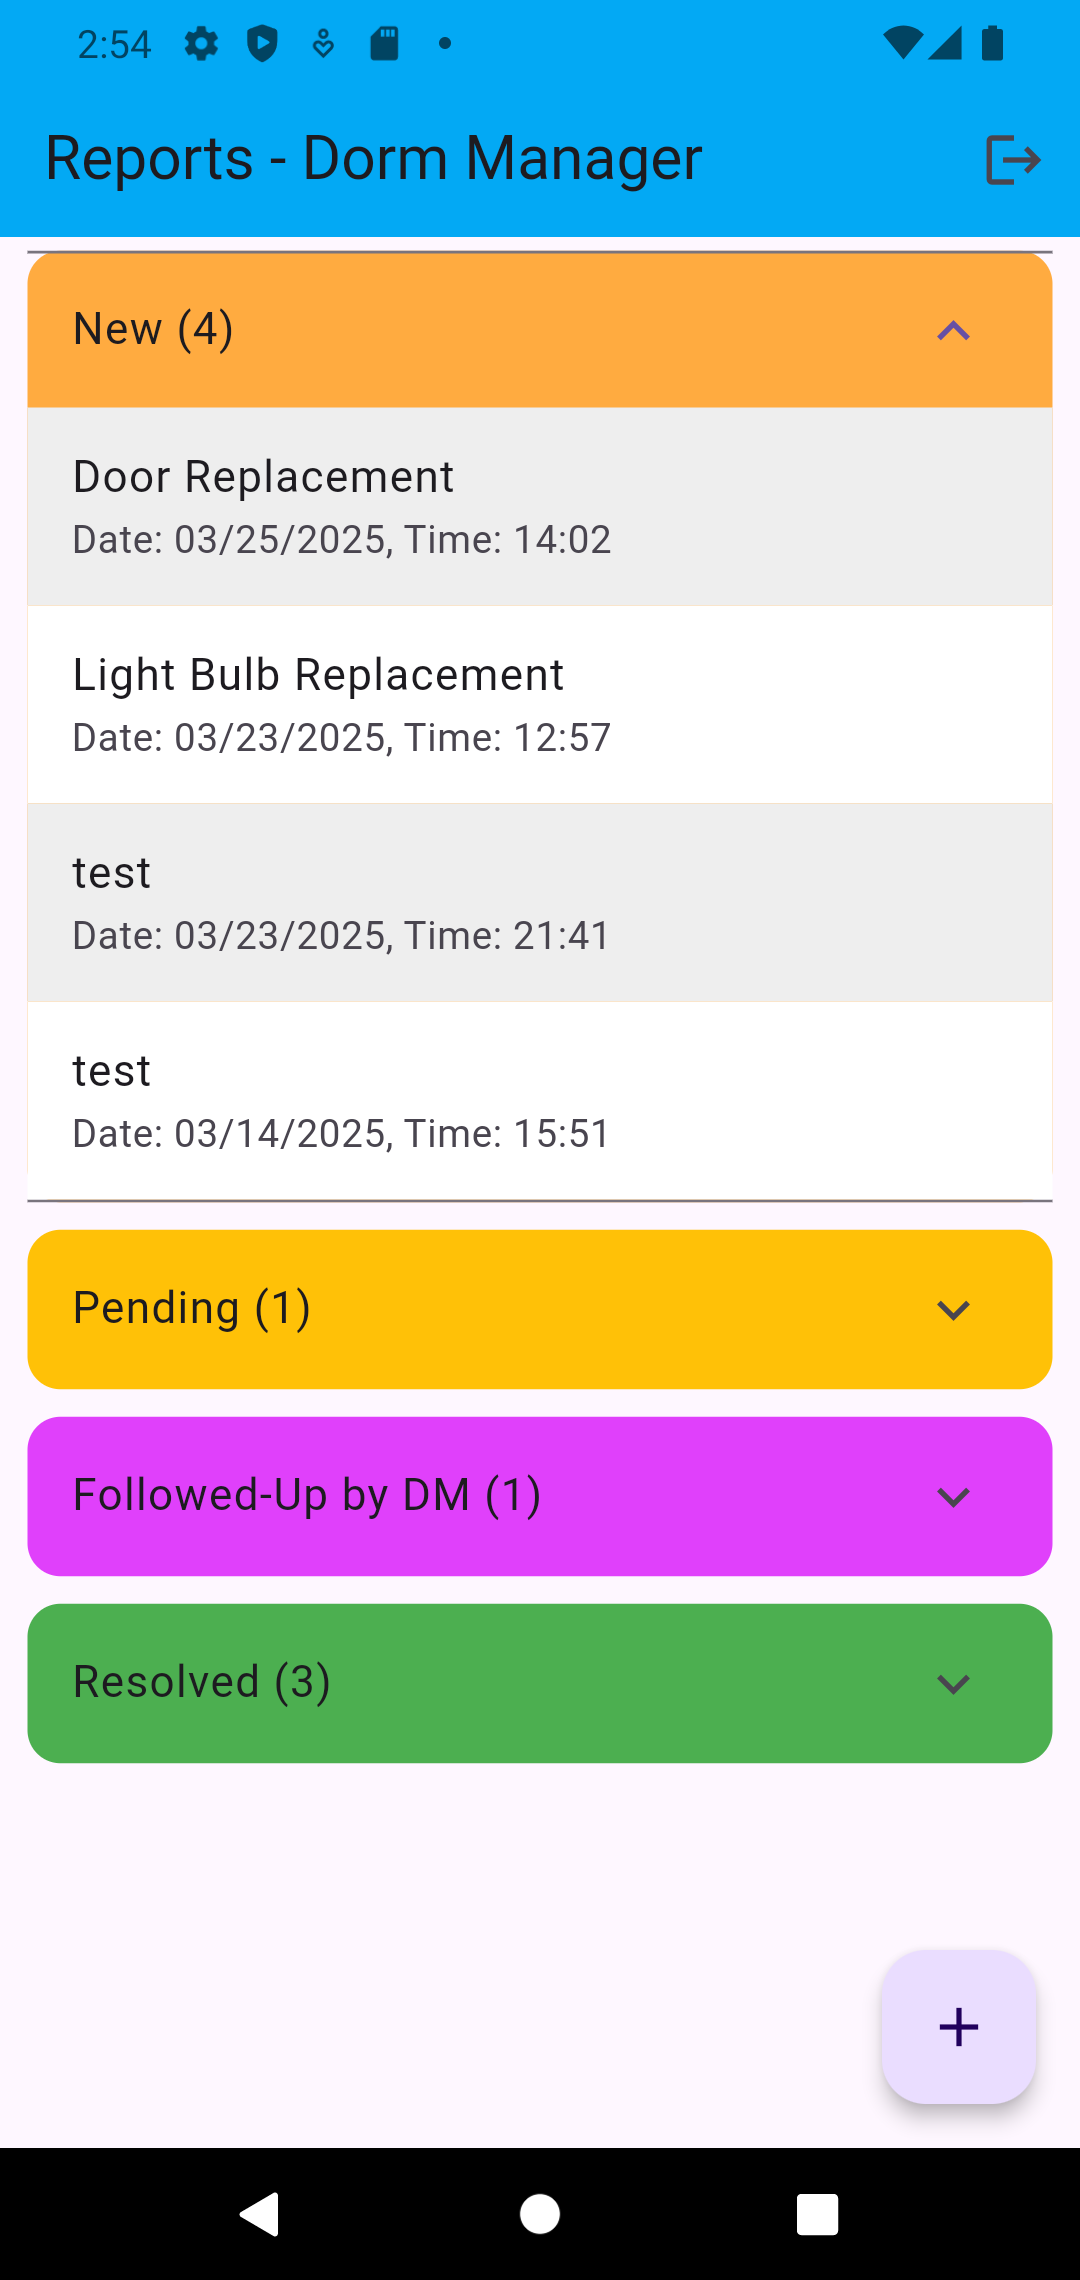 2:54
Reports - Dorm Manager
New (4)
Door Replacement
Date: 03/25/2025, Time: 14:02
Light Bulb Replacement
Date: 03/23/2025, Time: 12:57
test
Date: 03/23/2025, Time: 21:41
test
Date: 03/14/2025, Time: 15:51
Pending (1)
Followed-Up by DM (1)
Resolved (3)